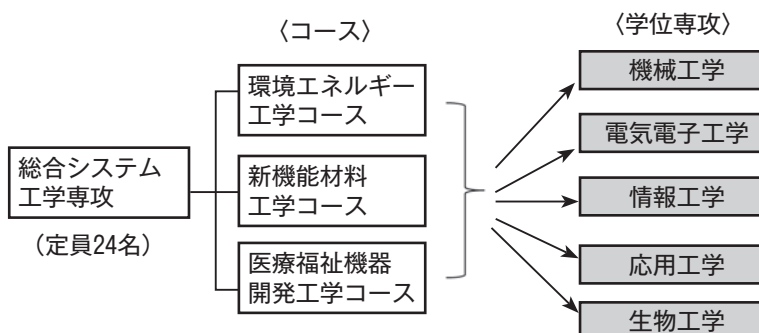 〈コース〉
〈学位専攻〉
総合システム
工学専攻
(定員24名)
環境エネルギー
工学コース
新機能材料
工学コース
医療福祉機器
開発工学コース
機械工学
電気電子工学
情報工学
応用工学
生物工学